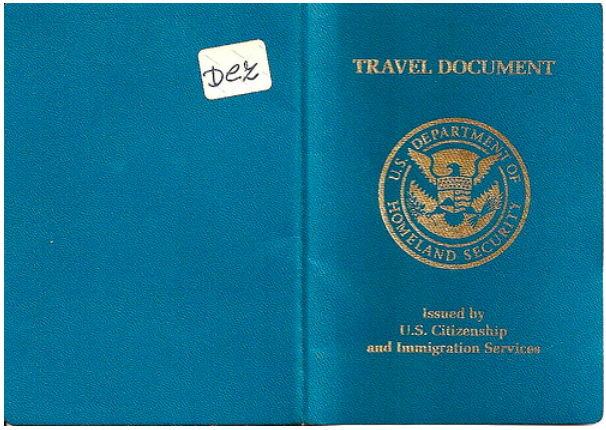 Dez
TRAVEL DOCUMENT
U.S. DEPARTMENT OF
HOMELAND SECURITY
Issued by
U.S. Citizenship
and Immigration Services